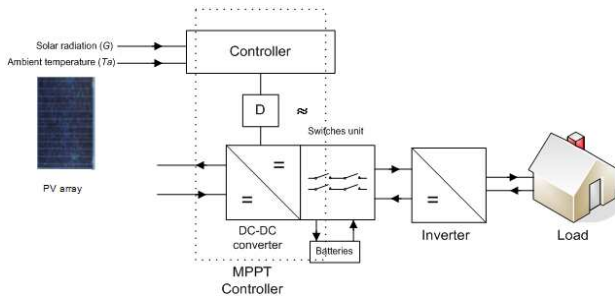 Solar radiation (G)
Controller
Ambient temperature (Ta)
D
≈
Switches unit
PV array
=
=
=
DC-DC
converter
Batteries
Inverter
Load
MPPT
Controller